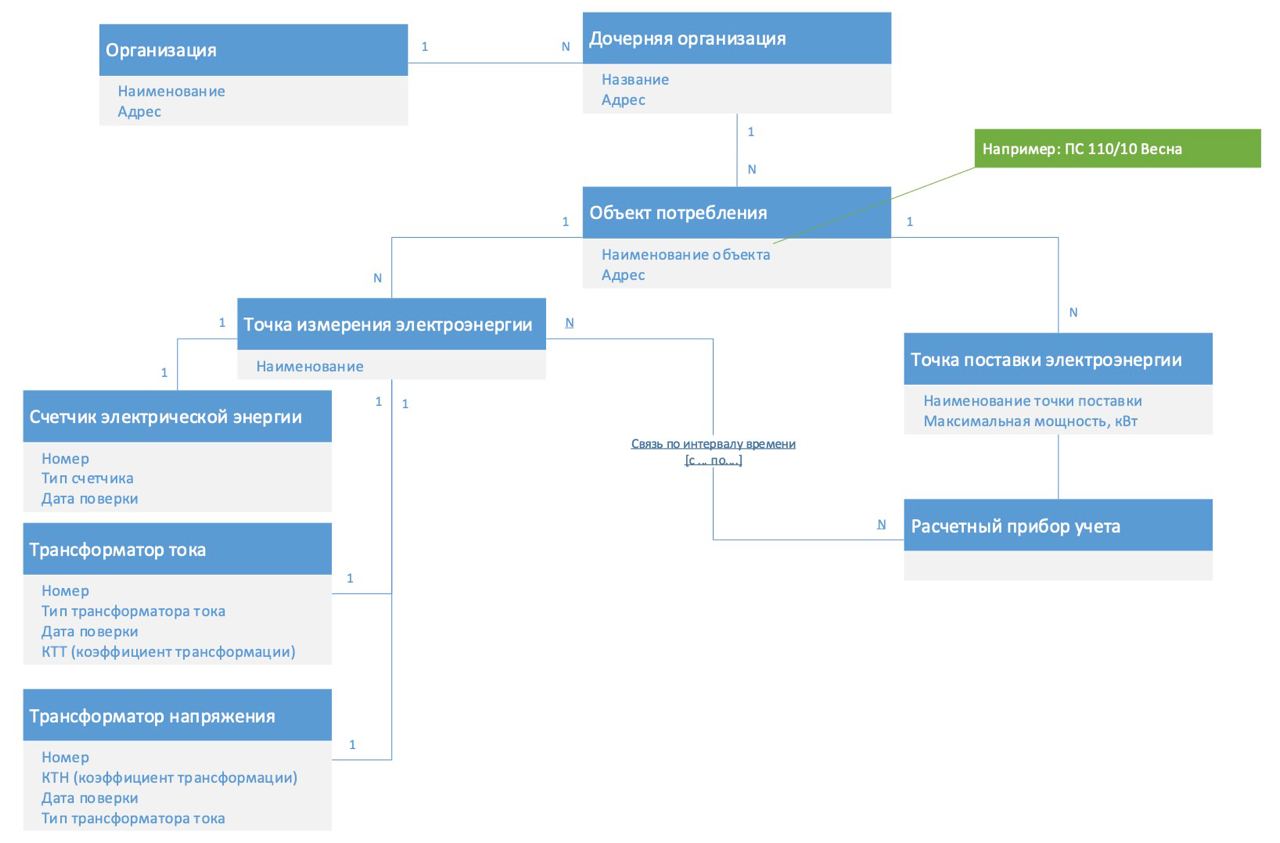 Организация
1
N
Дочерняя организация
Наименование
Адрес
Название
Адрес
1
N
Например: ПС 110/10 Весна
Объект потребления
1
1
Наименование объекта
Адрес
N
N
Точка измерения электроэнергии
1
N
Наименование
1
Точка поставки электроэнергии
Наименование точки поставки
Максимальная мощность, кВт
Счетчик электрической энергии
1
1
Номер
Тип счетчика
Дата поверки
Связь по интервалу времени
[с ... по....]
N
Расчетный прибор учета
Трансформатор тока
1
Номер
Тип трансформатора тока
Дата поверки
КТТ (коэффициент трансформации)
Трансформатор напряжения
1
Номер
КТН (коэффициент трансформации)
Дата поверки
Тип трансформатора тока